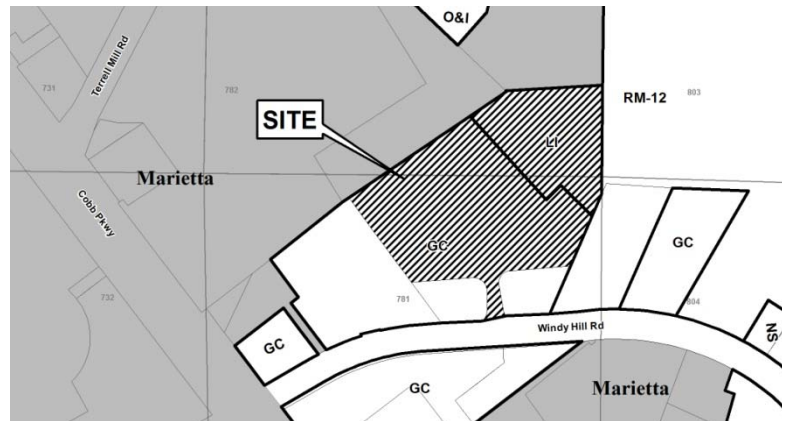 O&I
Terrell Mill Rd
731
782
RM-12
803
SITE
LI
Marietta
Cobb Pkwy
GC
GC
732
781
804
Windy Hill Rd
NS
GC
GC
Marietta